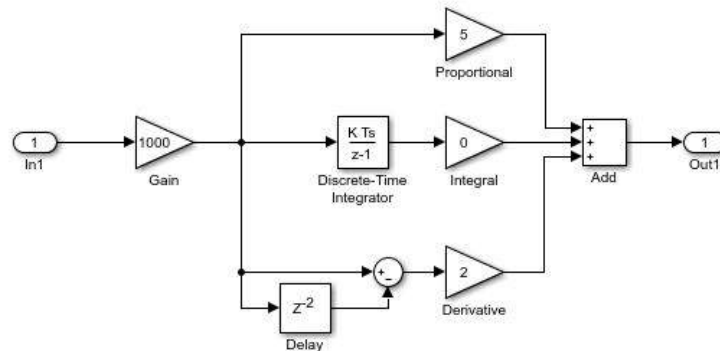 5
Proportional
1
In1
1000
Gain
K Ts
z-1
Discrete-Time
Integrator
0
Integral
+
+
+
Add
1
Out1
+
−
2
Derivative
Z-2
Delay